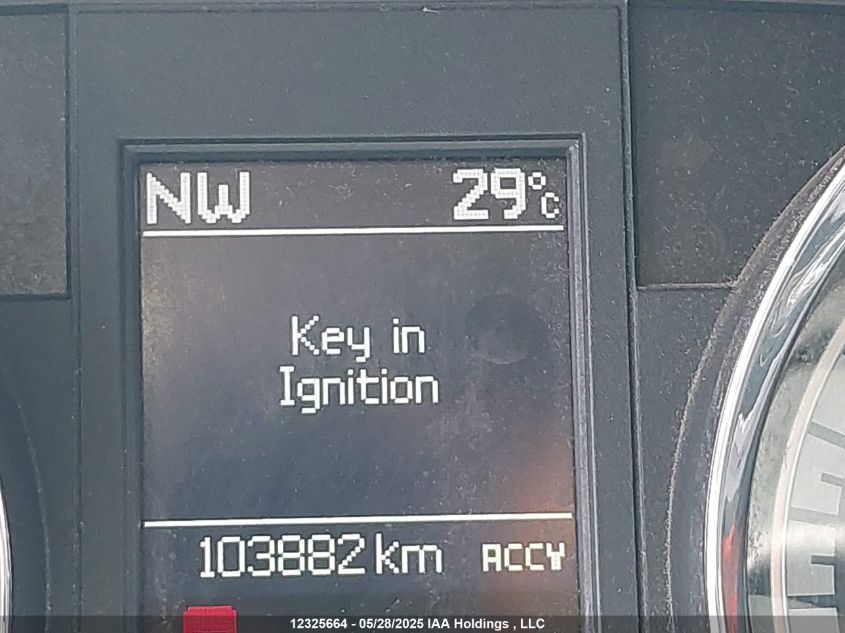 NW 29°C
Key in
Ignition
103882 km ACCY
12325664 - 05/28/2025 IAA Holdings , LLC